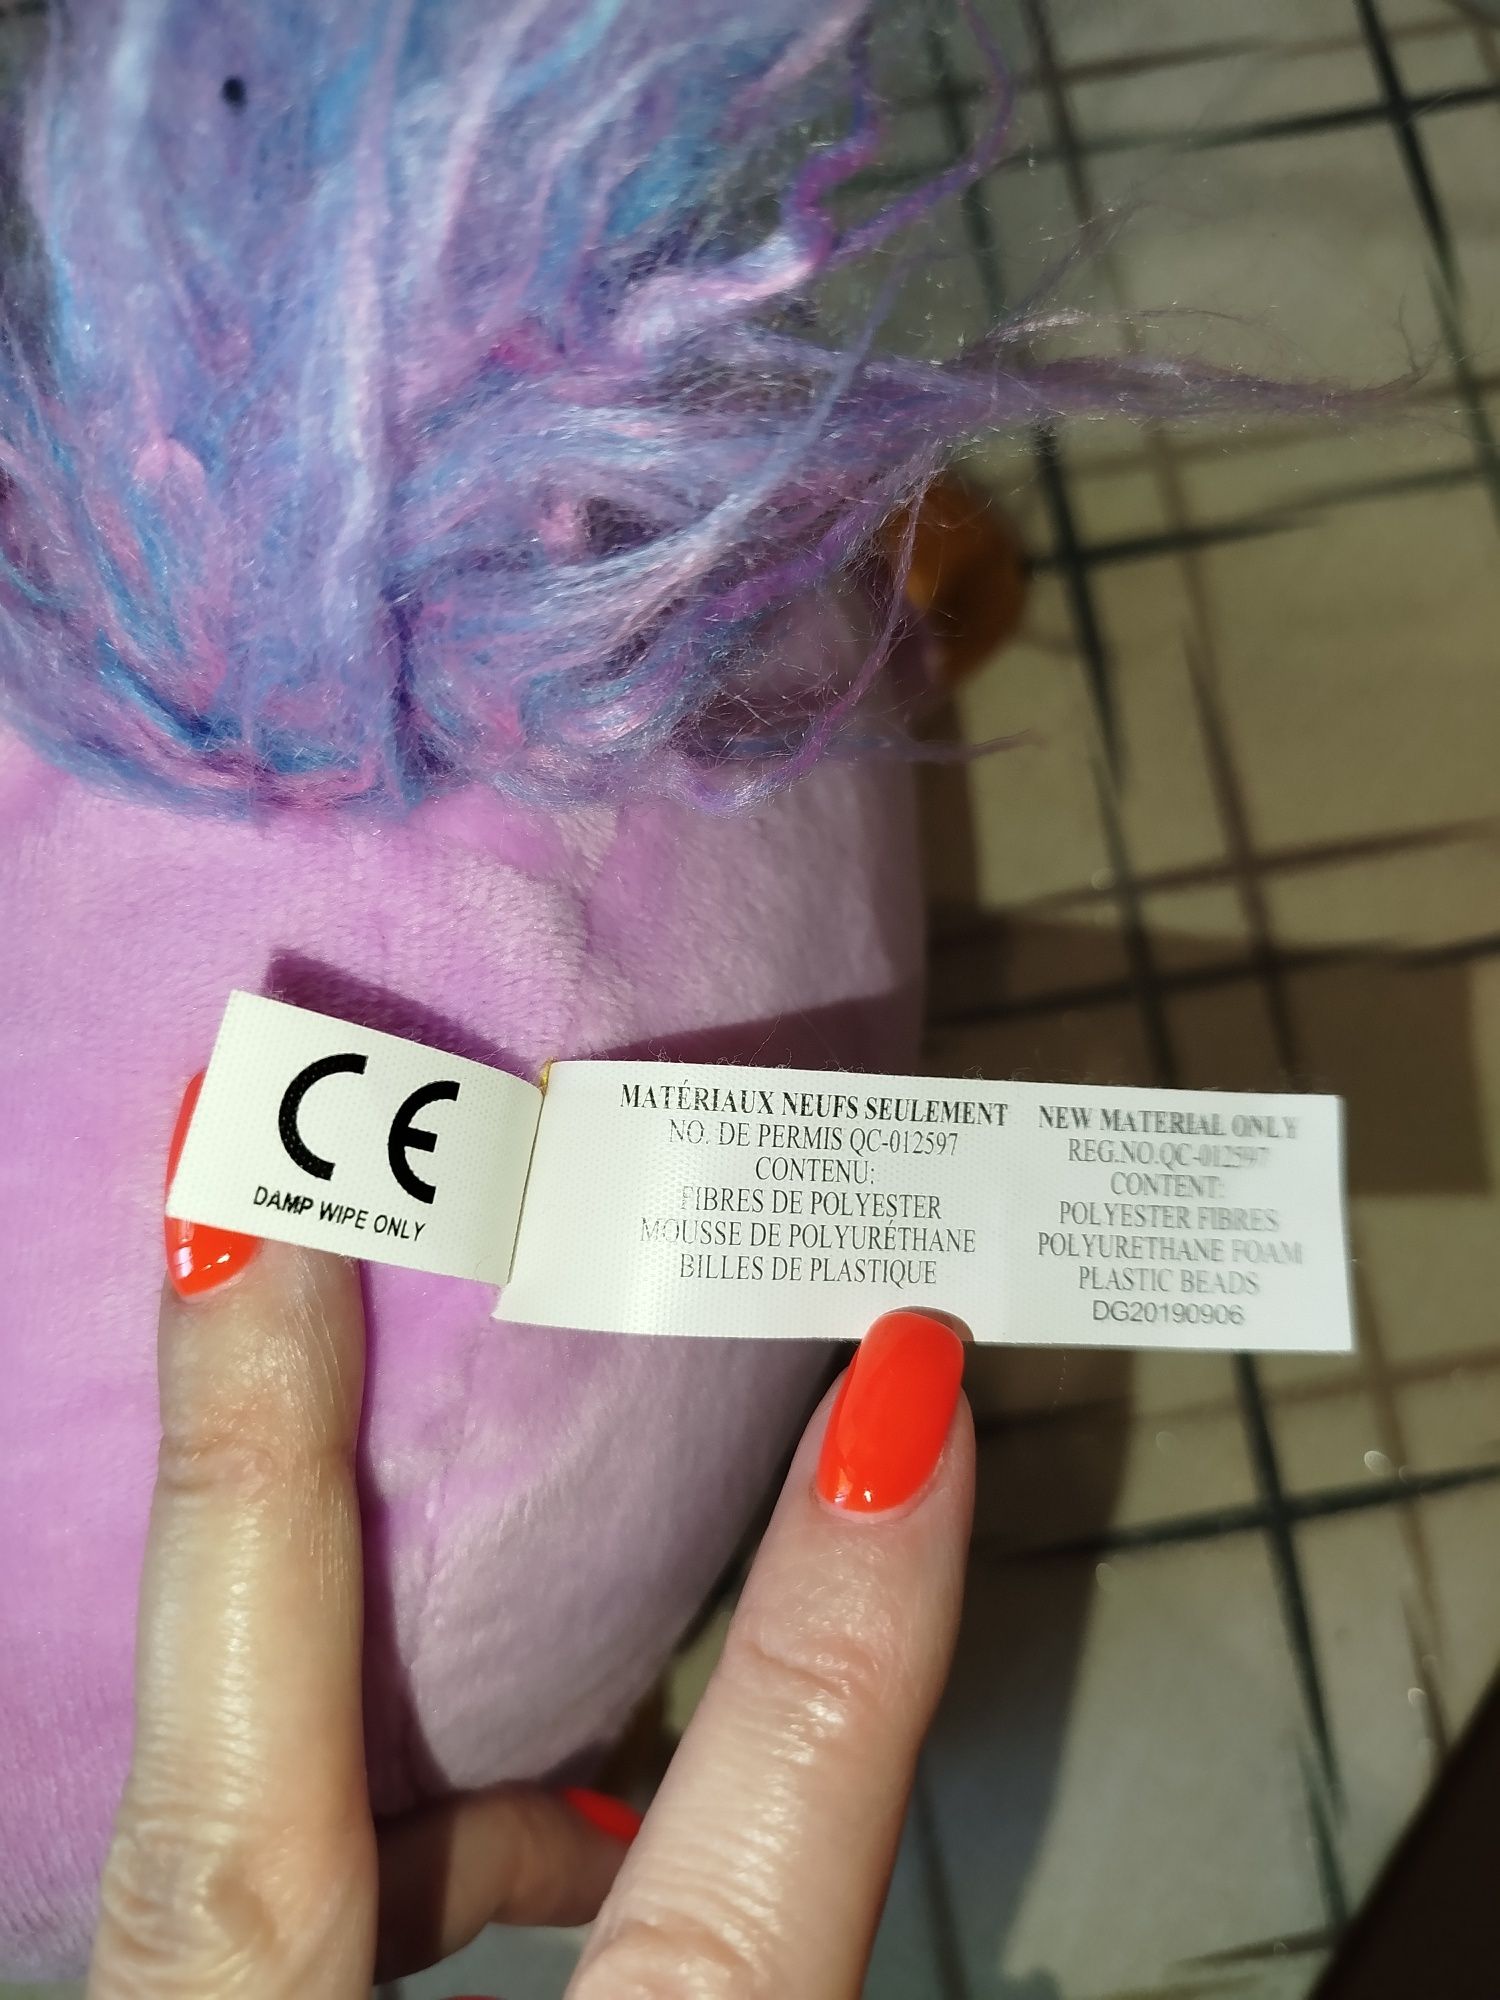 CE
DAMP WIPE ONLY
MATÉRIAUX NEUFS SEULEMENT
NO. DE PERMIS QC-012597
CONTENU:
FIBRES DE POLYESTER
MOUSSE DE POLYURÉTHANE
BILLES DE PLASTIQUE
NEW MATERIAL ONLY
REG.NO.QC-012597
CONTENT:
POLYESTER FIBRES
POLYURETHANE FOAM
PLASTIC BEADS
DG20190906